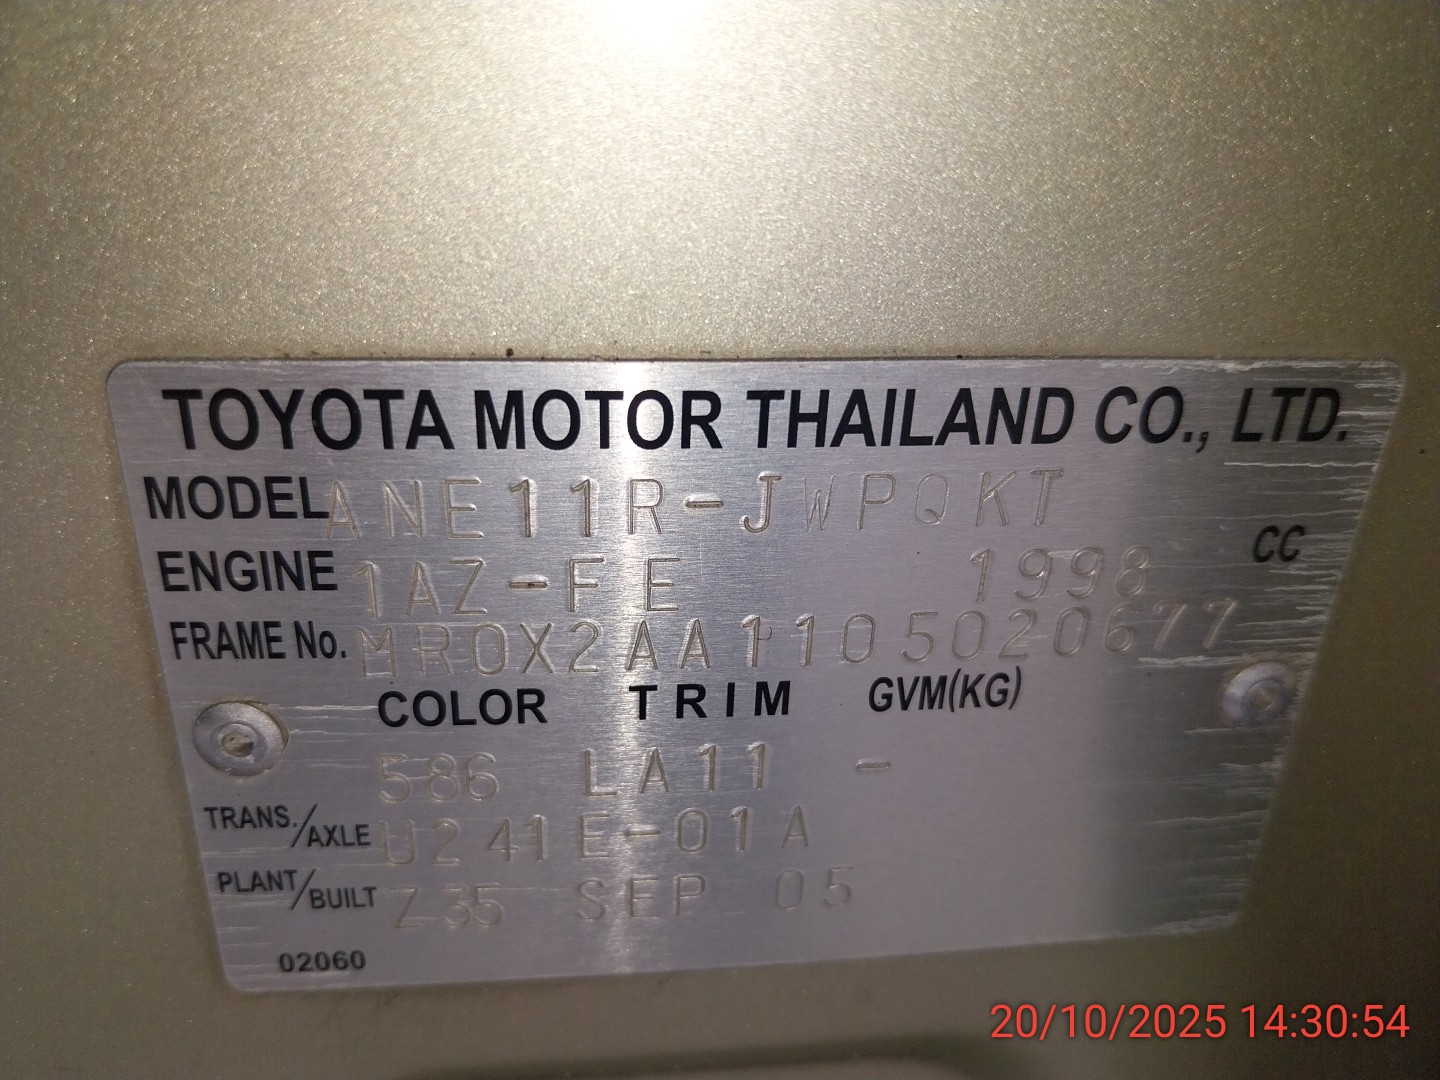 TOYOTA MOTOR THAILAND CO., LTD.
MODEL ANE11R-JWPQKT
ENGINE 1AZ-FE 1998 CC
FRAME No. MR0X2AA1105020677
COLOR TRIM GVM(KG)
586 LA11 -
TRANS./AXLE U241E-01A
PLANT/BUILT Z35 SEP 05
02060
20/10/2025 14:30:54